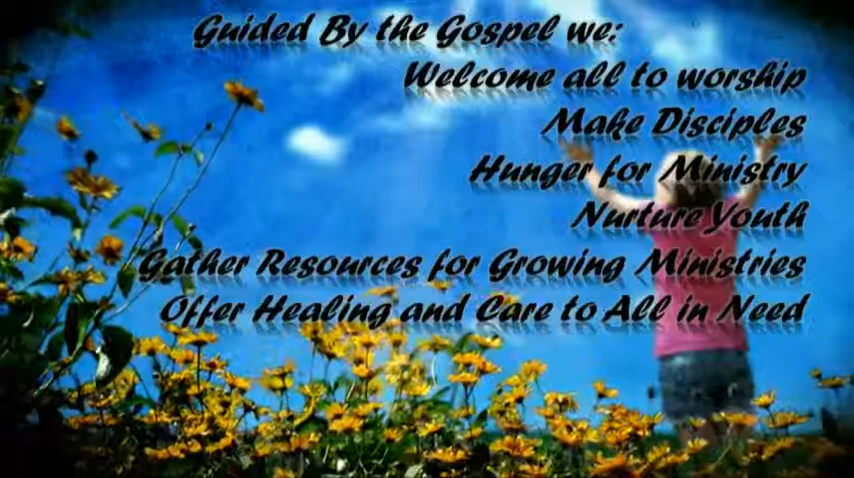 Guided By the Gospel we:
Welcome all to worship
Make Disciples
Hunger for Ministry
Nurture Youth
Gather Resources for Growing Ministries
Offer Healing and Care to All in Need